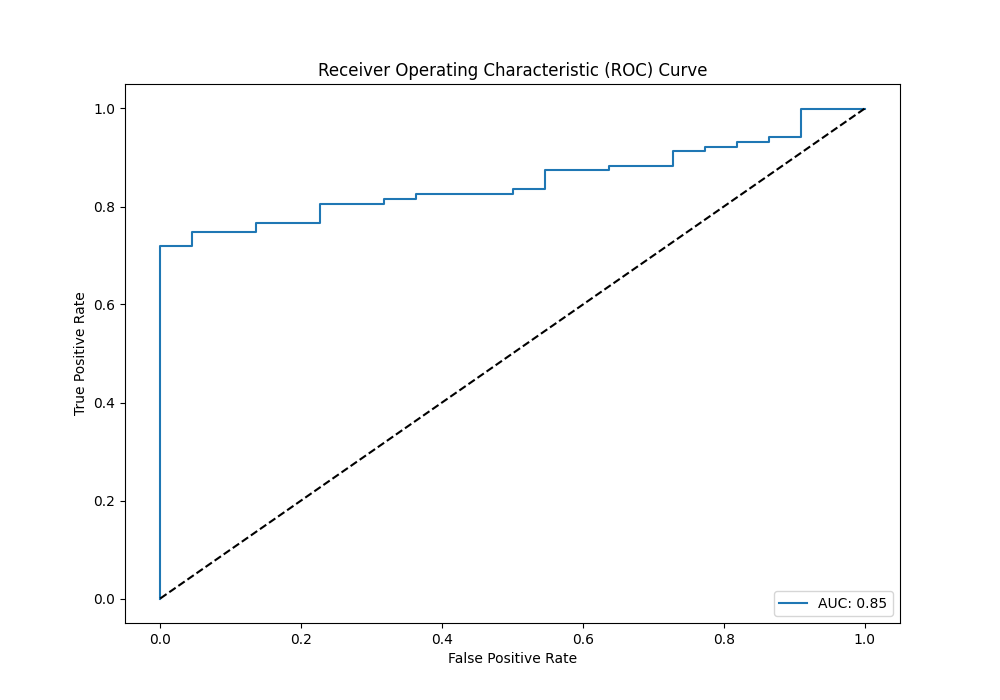 Receiver Operating Characteristic (ROC) Curve
1.0
0.8
0.6
0.4
0.2
0.0
True Positive Rate
0.0 0.2 0.4 0.6 0.8 1.0
False Positive Rate
AUC: 0.85